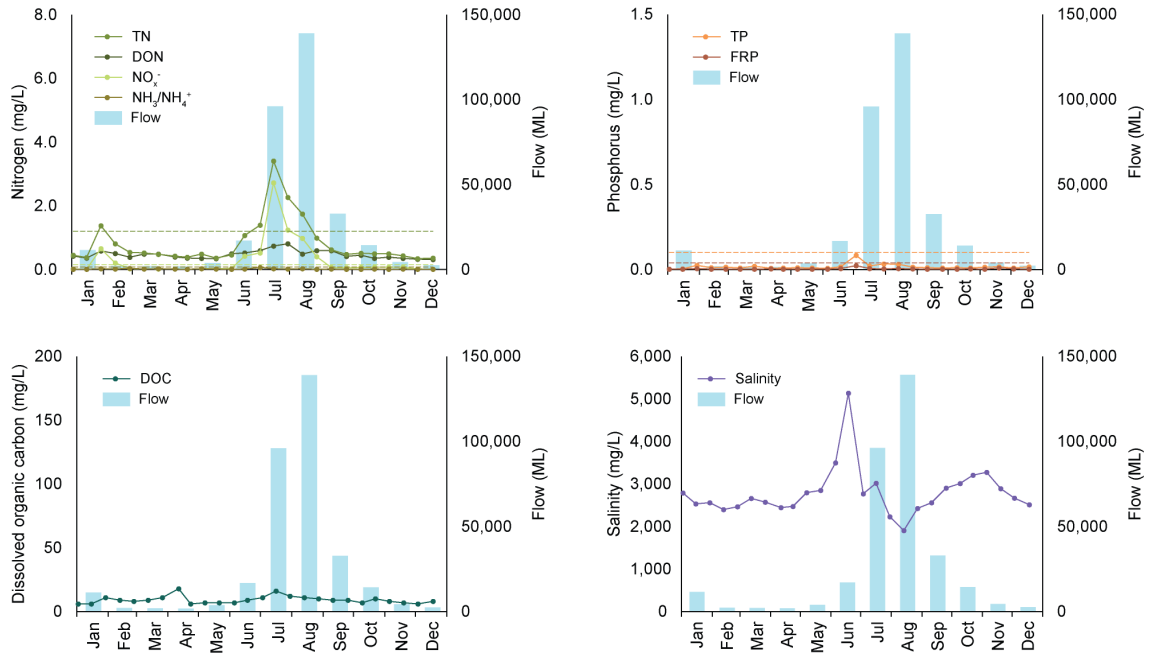 Nitrogen (mg/L)
8.0
6.0
4.0
2.0
0.0
TN
DON
NOₓ⁻
NH₃/NH₄⁺
Flow
150,000
100,000
50,000
0
Flow (ML)
Jan Feb Mar Apr May Jun Jul Aug Sep Oct Nov Dec
Phosphorus (mg/L)
1.5
1.0
0.5
0.0
TP
FRP
Flow
150,000
100,000
50,000
0
Flow (ML)
Jan Feb Mar Apr May Jun Jul Aug Sep Oct Nov Dec
Dissolved organic carbon (mg/L)
200
150
100
50
0
DOC
Flow
150,000
100,000
50,000
0
Flow (ML)
Jan Feb Mar Apr May Jun Jul Aug Sep Oct Nov Dec
Salinity (mg/L)
6,000
5,000
4,000
3,000
2,000
1,000
0
Salinity
Flow
150,000
100,000
50,000
0
Flow (ML)
Jan Feb Mar Apr May Jun Jul Aug Sep Oct Nov Dec